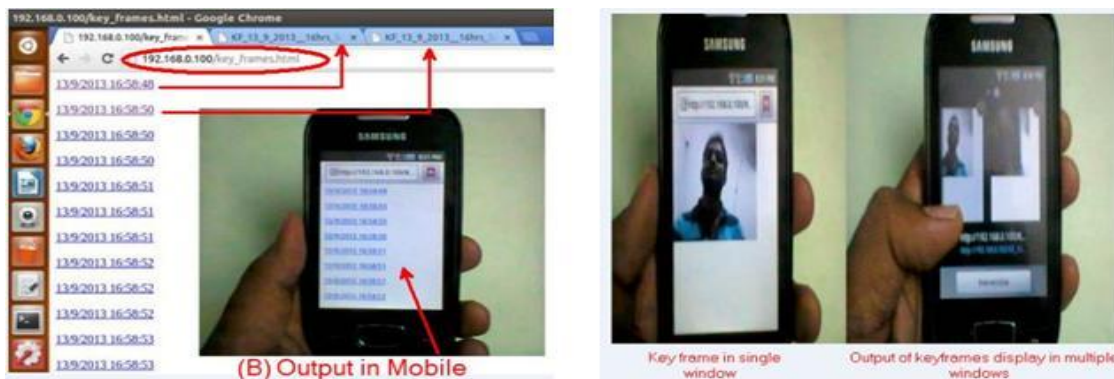 192.168.0.100/key_frames.html - Google Chrome
192.168.0.100/key_fram
KF_13_9_2013__16hrs_
KF_13_9_2013__16hrs_
192.168.0.100/key_frames.html
13/9/2013 16:58:48
13/9/2013 16:58:50
13/9/2013 16:58:50
13/9/2013 16:58:50
13/9/2013 16:58:51
13/9/2013 16:58:51
13/9/2013 16:58:51
13/9/2013 16:58:52
13/9/2013 16:58:52
13/9/2013 16:58:52
13/9/2013 16:58:53
13/9/2013 16:58:53
SAMSUNG
(B) Output in Mobile
SAMSUNG
SAMSUNG
Key frame in single
window
Output of keyframes display in multiple
windows